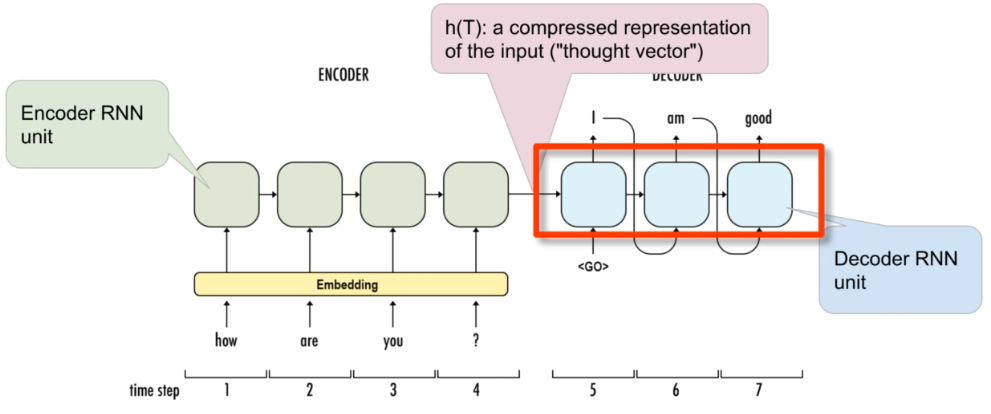 h(T): a compressed representation
of the input ("thought vector")
ENCODER
DECODER
Encoder RNN
unit
I
am
good
<GO>
Decoder RNN
unit
Embedding
how
are
you
?
time step
1
2
3
4
5
6
7